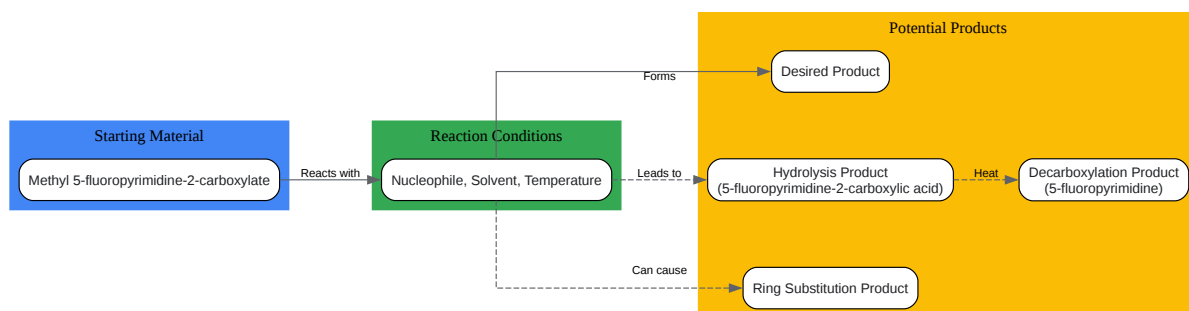 Potential Products
Desired Product
Forms
Starting Material
Reaction Conditions
Methyl 5-fluoropyrimidine-2-carboxylate
Reacts with
Nucleophile, Solvent, Temperature
Leads to
Hydrolysis Product
(5-fluoropyrimidine-2-carboxylic acid)
Heat
Decarboxylation Product
(5-fluoropyrimidine)
Can cause
Ring Substitution Product